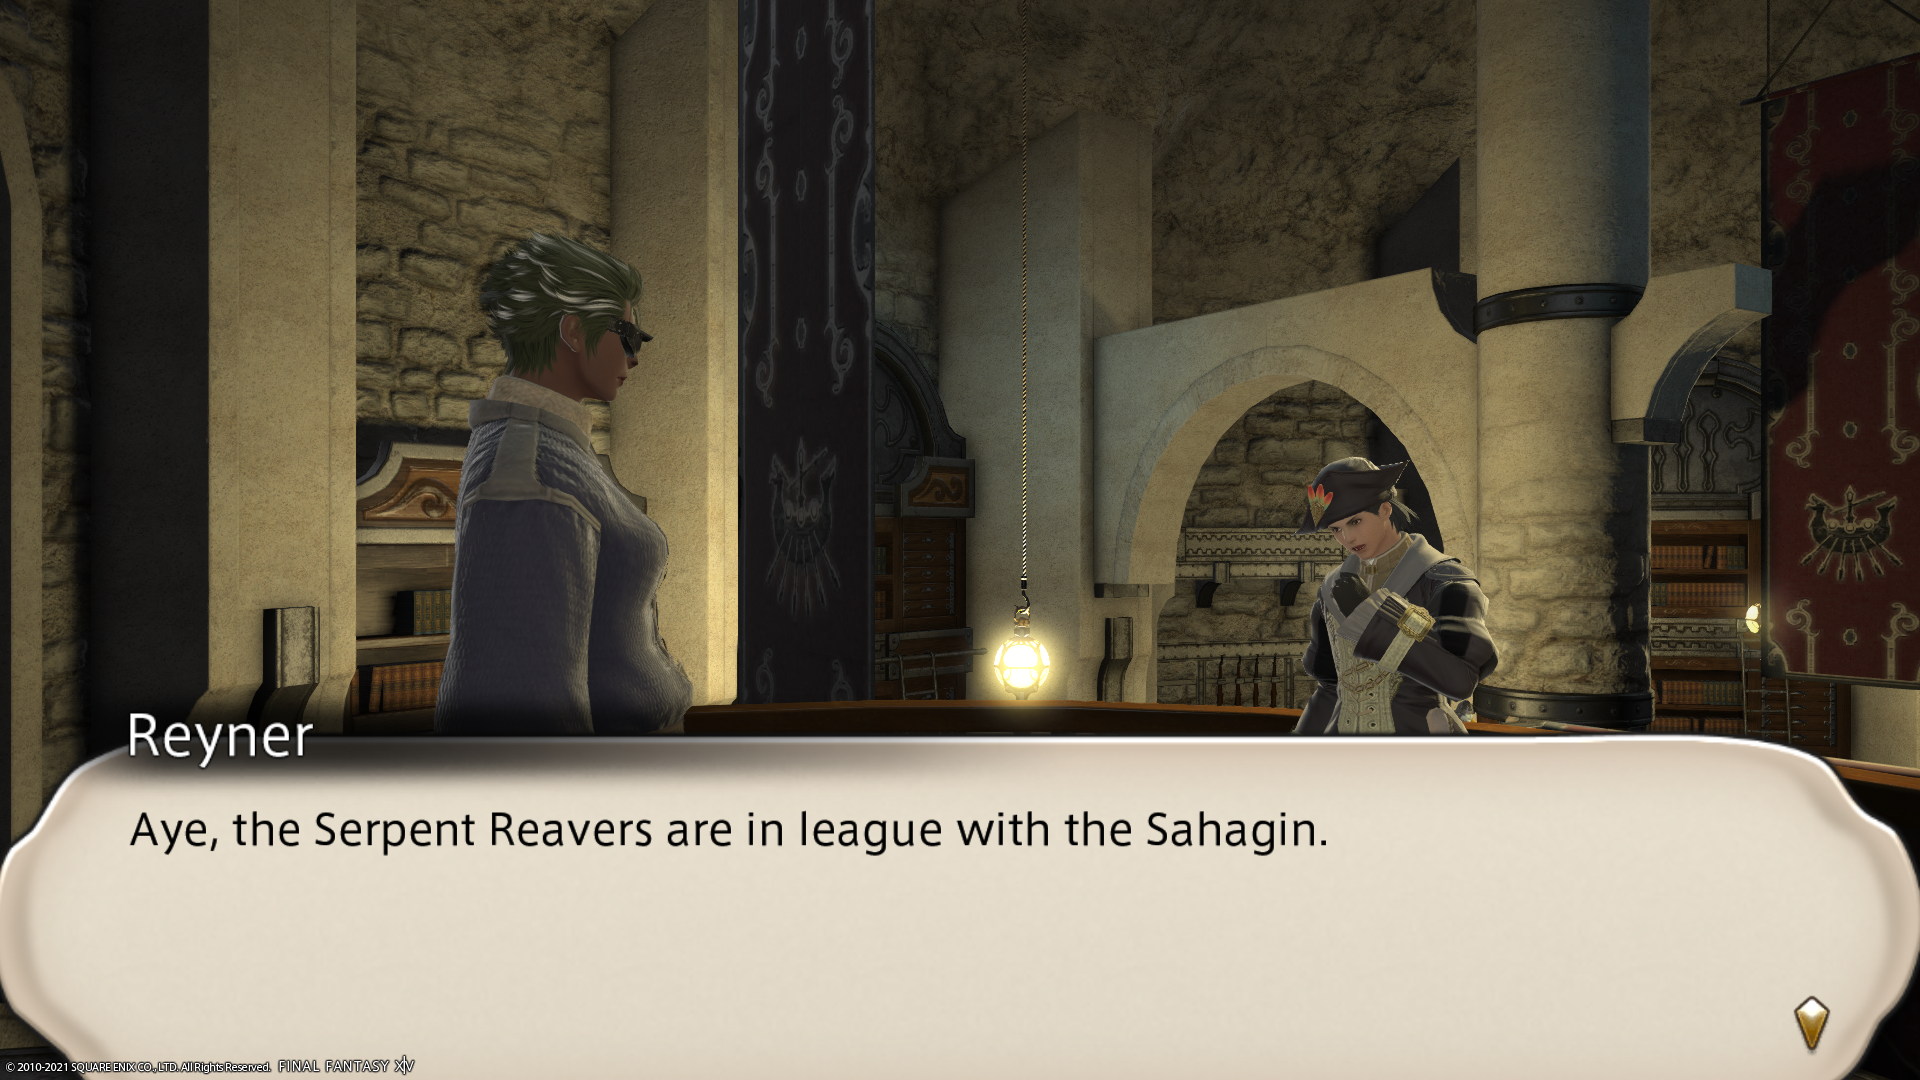 Reyner
Aye, the Serpent Reavers are in league with the Sahagin.
© 2010-2021 SQUARE ENIX CO., LTD. All Rights Reserved. FINAL FANTASY XIV